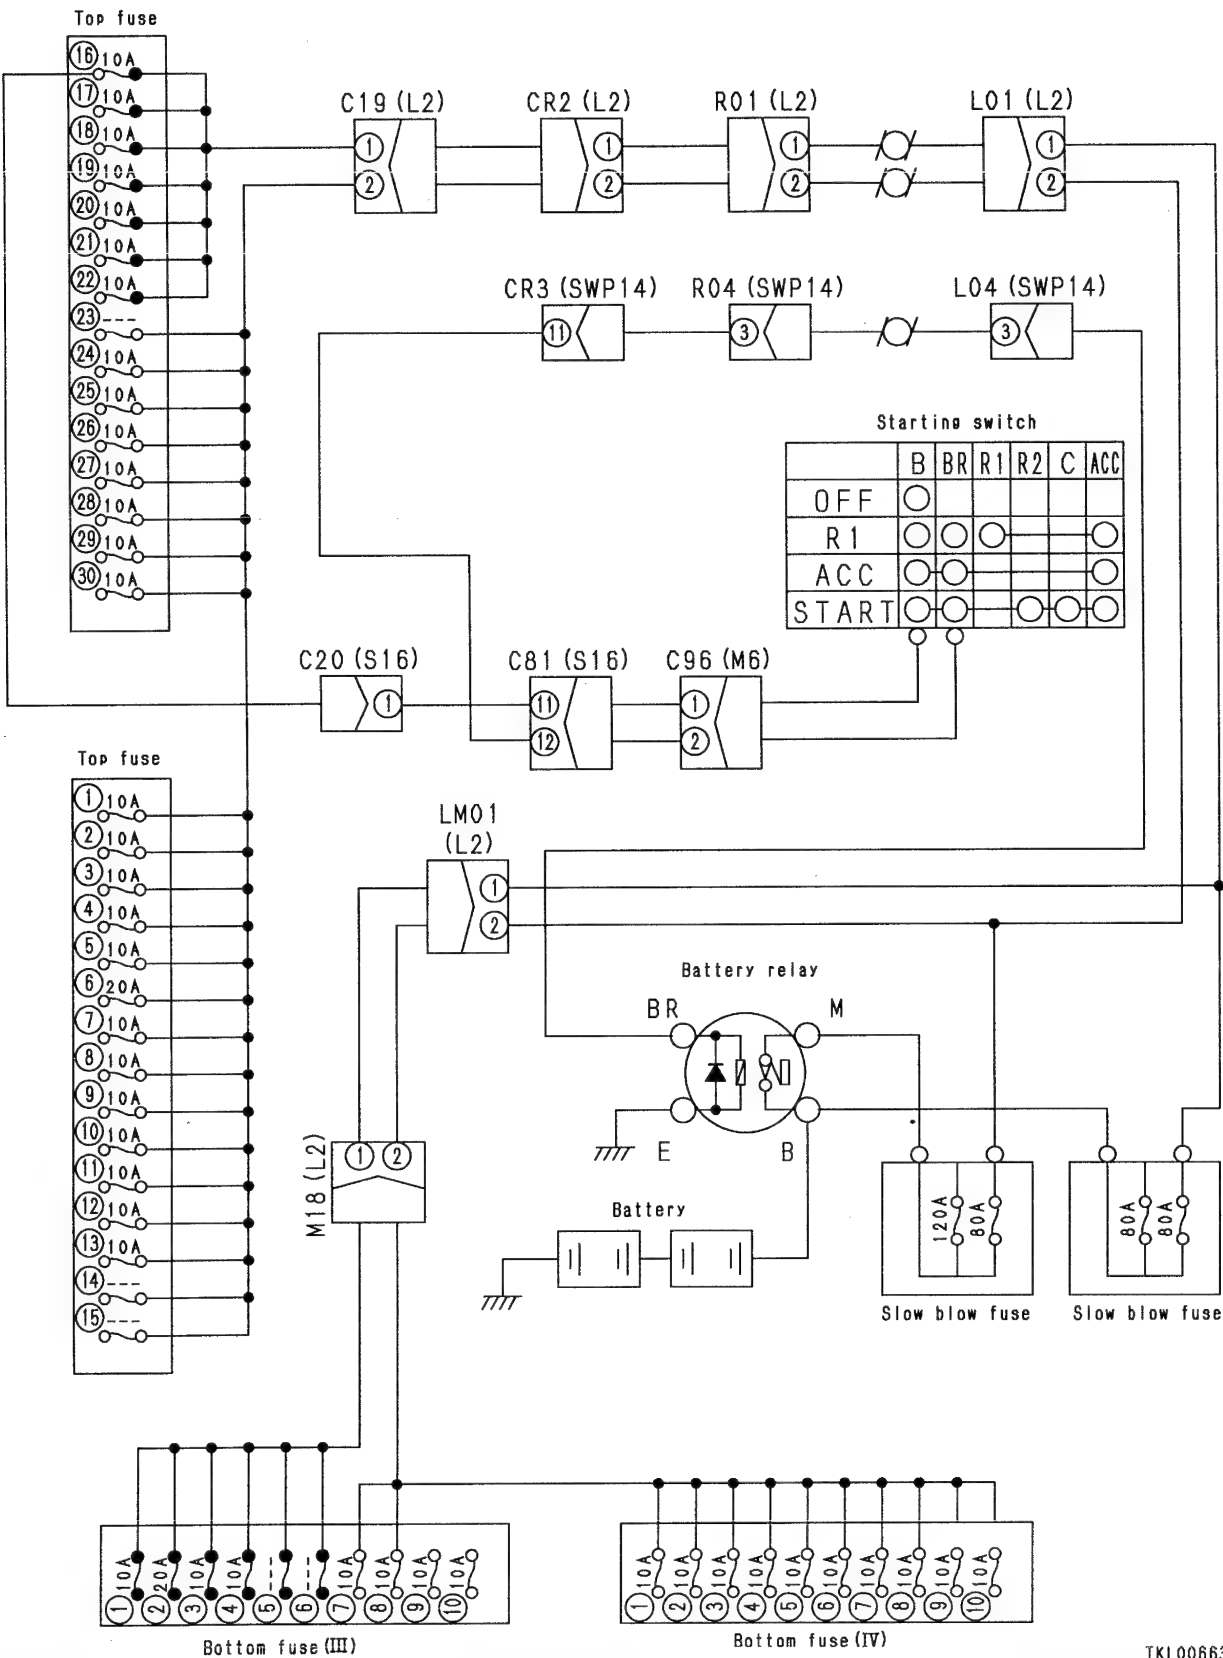 Top fuse
16 10A
17 10A
18 10A
19 10A
20 10A
21 10A
22 10A
23 ---
24 10A
25 10A
26 10A
27 10A
28 10A
29 10A
30 10A
C19 (L2)
1
2
CR2 (L2)
1
2
R01 (L2)
1
2
L01 (L2)
1
2
CR3 (SWP14)
11
R04 (SWP14)
3
L04 (SWP14)
3
Starting switch
B BR R1 R2 C ACC
OFF
R1
ACC
START
C20 (S16)
1
C81 (S16)
11
12
C96 (M6)
1
2
Top fuse
1 10A
2 10A
3 10A
4 10A
5 10A
6 20A
7 10A
8 10A
9 10A
10 10A
11 10A
12 10A
13 10A
14 ---
15 ---
LM01
(L2)
1
2
Battery relay
BR
M
E
B
M18 (L2)
1 2
Battery
120A 80A
Slow blow fuse
80A 80A
Slow blow fuse
10A 20A 10A 10A --- --- 10A 10A 10A 10A
1 2 3 4 5 6 7 8 9 10
Bottom fuse (III)
10A 10A 10A 10A 10A 10A 10A 10A 10A 10A
1 2 3 4 5 6 7 8 9 10
Bottom fuse (IV)
TKL00663